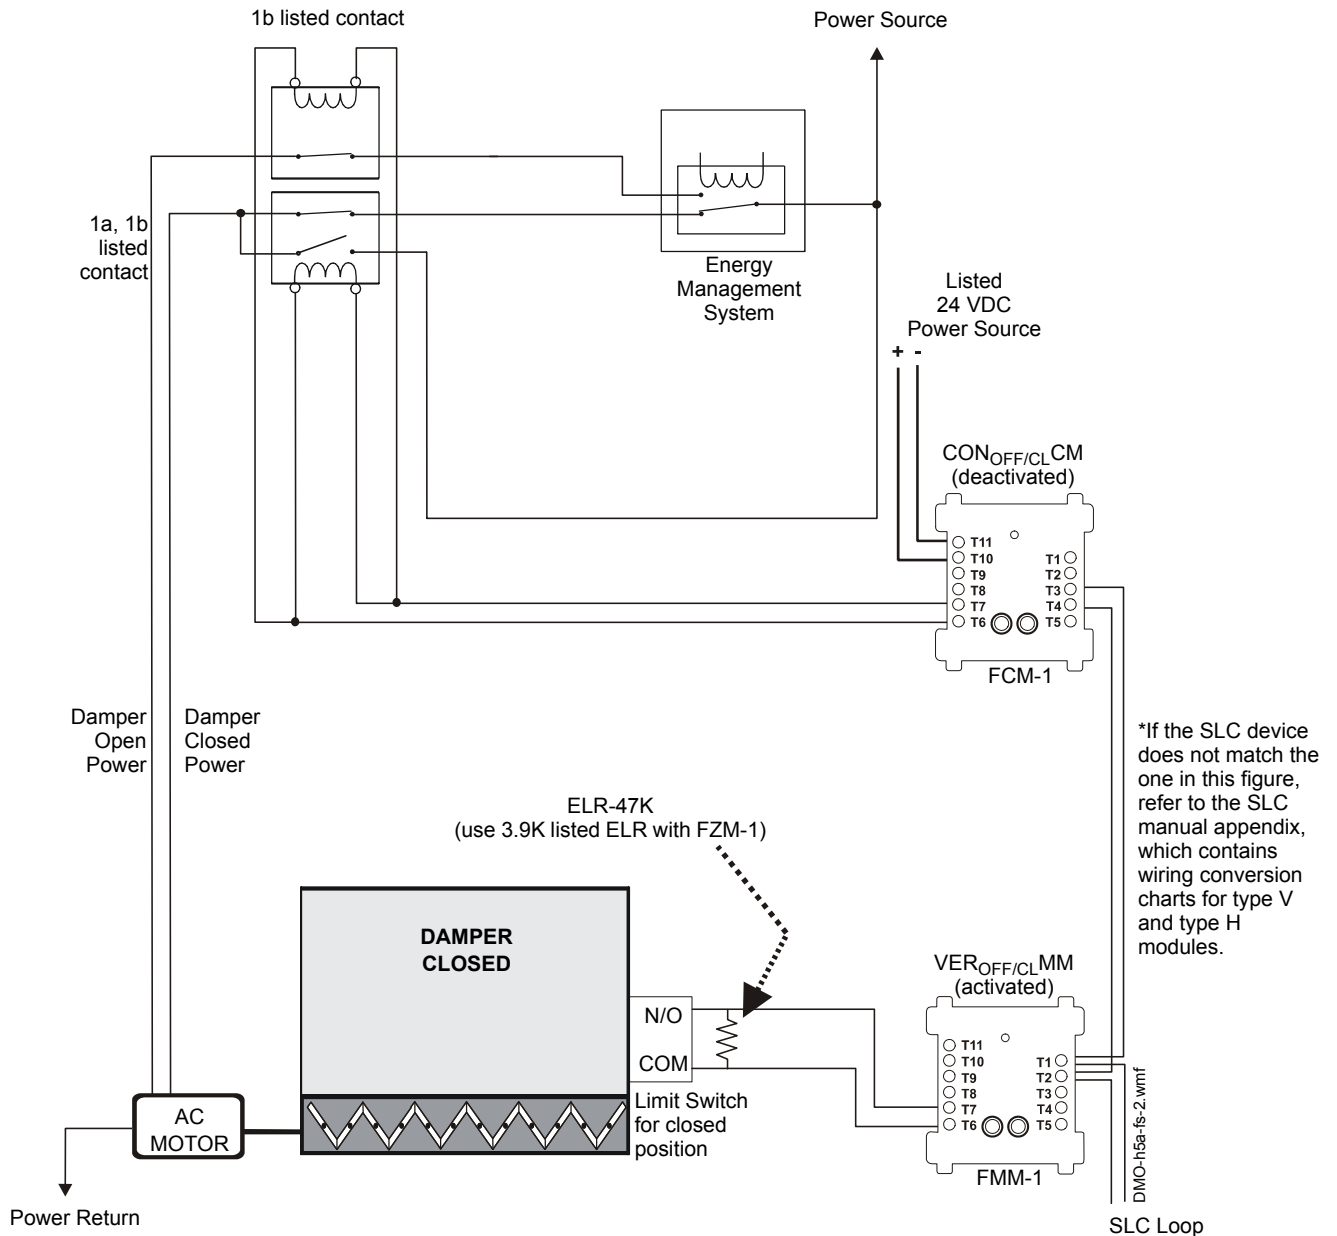 1b listed contact
Power Source
1a, 1b
listed
contact
Energy
Management
System
Listed
24 VDC
Power Source
+ -
CONOFF/CLCM
(deactivated)
T11
T10
T9
T8
T7
T6
T1
T2
T3
T4
T5
FCM-1
Damper
Open
Power
Damper
Closed
Power
*If the SLC device
does not match the
one in this figure,
refer to the SLC
manual appendix,
which contains
wiring conversion
charts for type V
and type H
modules.
ELR-47K
(use 3.9K listed ELR with FZM-1)
DAMPER
CLOSED
N/O
COM
Limit Switch
for closed
position
VEROFF/CLMM
(activated)
T11
T10
T9
T8
T7
T6
T1
T2
T3
T4
T5
FMM-1
DMO-h5a-fs-2.wmf
AC
MOTOR
Power Return
SLC Loop